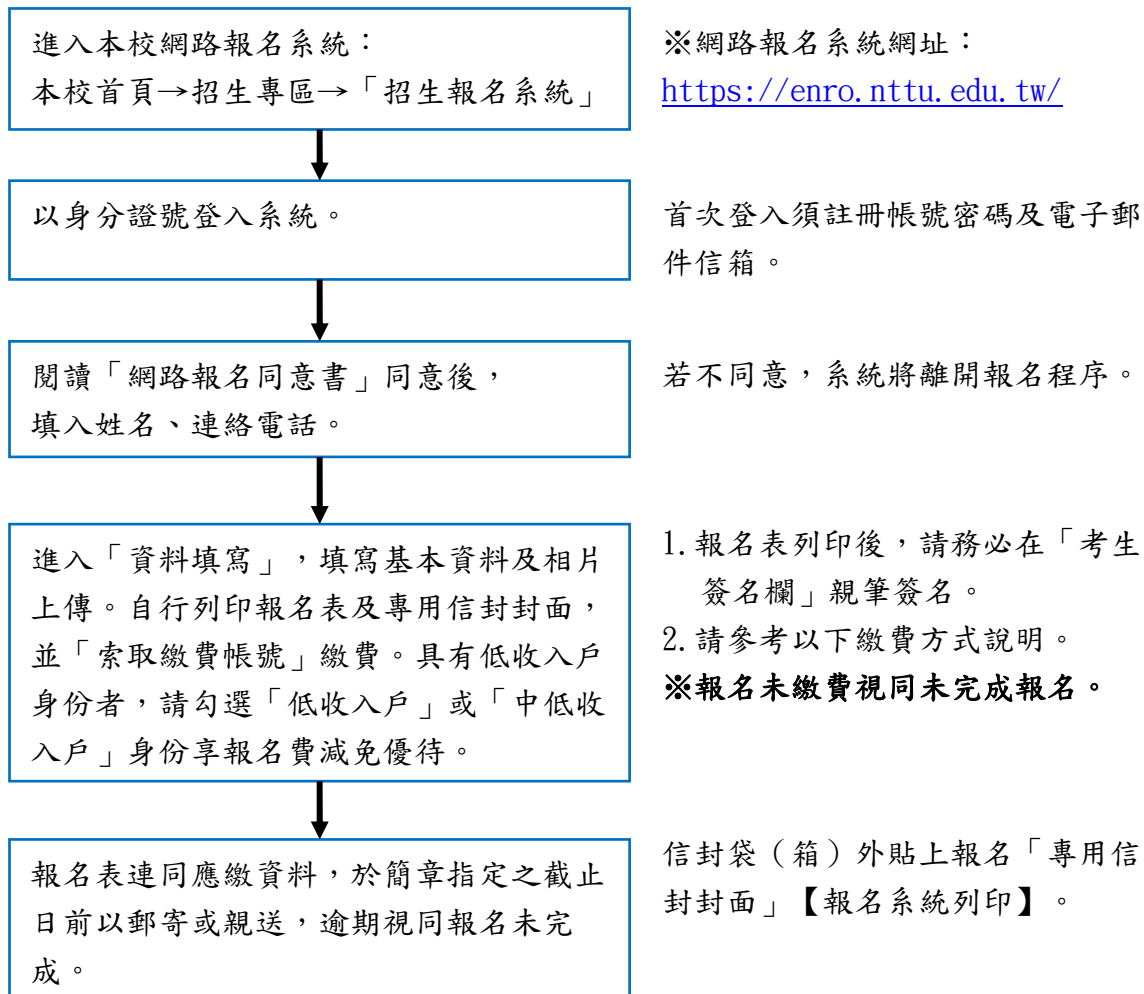 進入本校網路報名系統：
本校首頁→招生專區→「招生報名系統」
※網路報名系統網址：
https://enro.nttu.edu.tw/
以身分證號登入系統。
首次登入須註冊帳號密碼及電子郵
件信箱。
閱讀「網路報名同意書」同意後，
填入姓名、連絡電話。
若不同意，系統將離開報名程序。
進入「資料填寫」，填寫基本資料及相片
上傳。自行列印報名表及專用信封封面，
並「索取繳費帳號」繳費。具有低收入戶
身份者，請勾選「低收入戶」或「中低收
入戶」身份享報名費減免優待。
1.報名表列印後，請務必在「考生
簽名欄」親筆簽名。
2.請參考以下繳費方式說明。
※報名未繳費視同未完成報名。
報名表連同應繳資料，於簡章指定之截止
日前以郵寄或親送，逾期視同報名未完
成。
信封袋（箱）外貼上報名「專用信
封封面」【報名系統列印】。